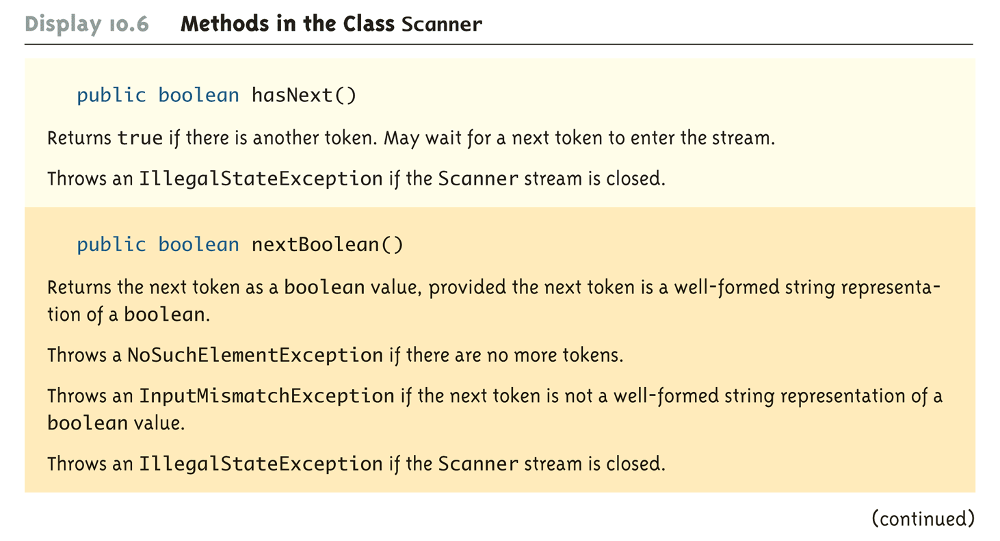 Display 10.6 Methods in the Class Scanner
public boolean hasNext()
Returns true if there is another token. May wait for a next token to enter the stream.
Throws an IllegalStateException if the Scanner stream is closed.
public boolean nextBoolean()
Returns the next token as a boolean value, provided the next token is a well-formed string representa-
tion of a boolean.
Throws a NoSuchElementException if there are no more tokens.
Throws an InputMismatchException if the next token is not a well-formed string representation of a
boolean value.
Throws an IllegalStateException if the Scanner stream is closed.
(continued)